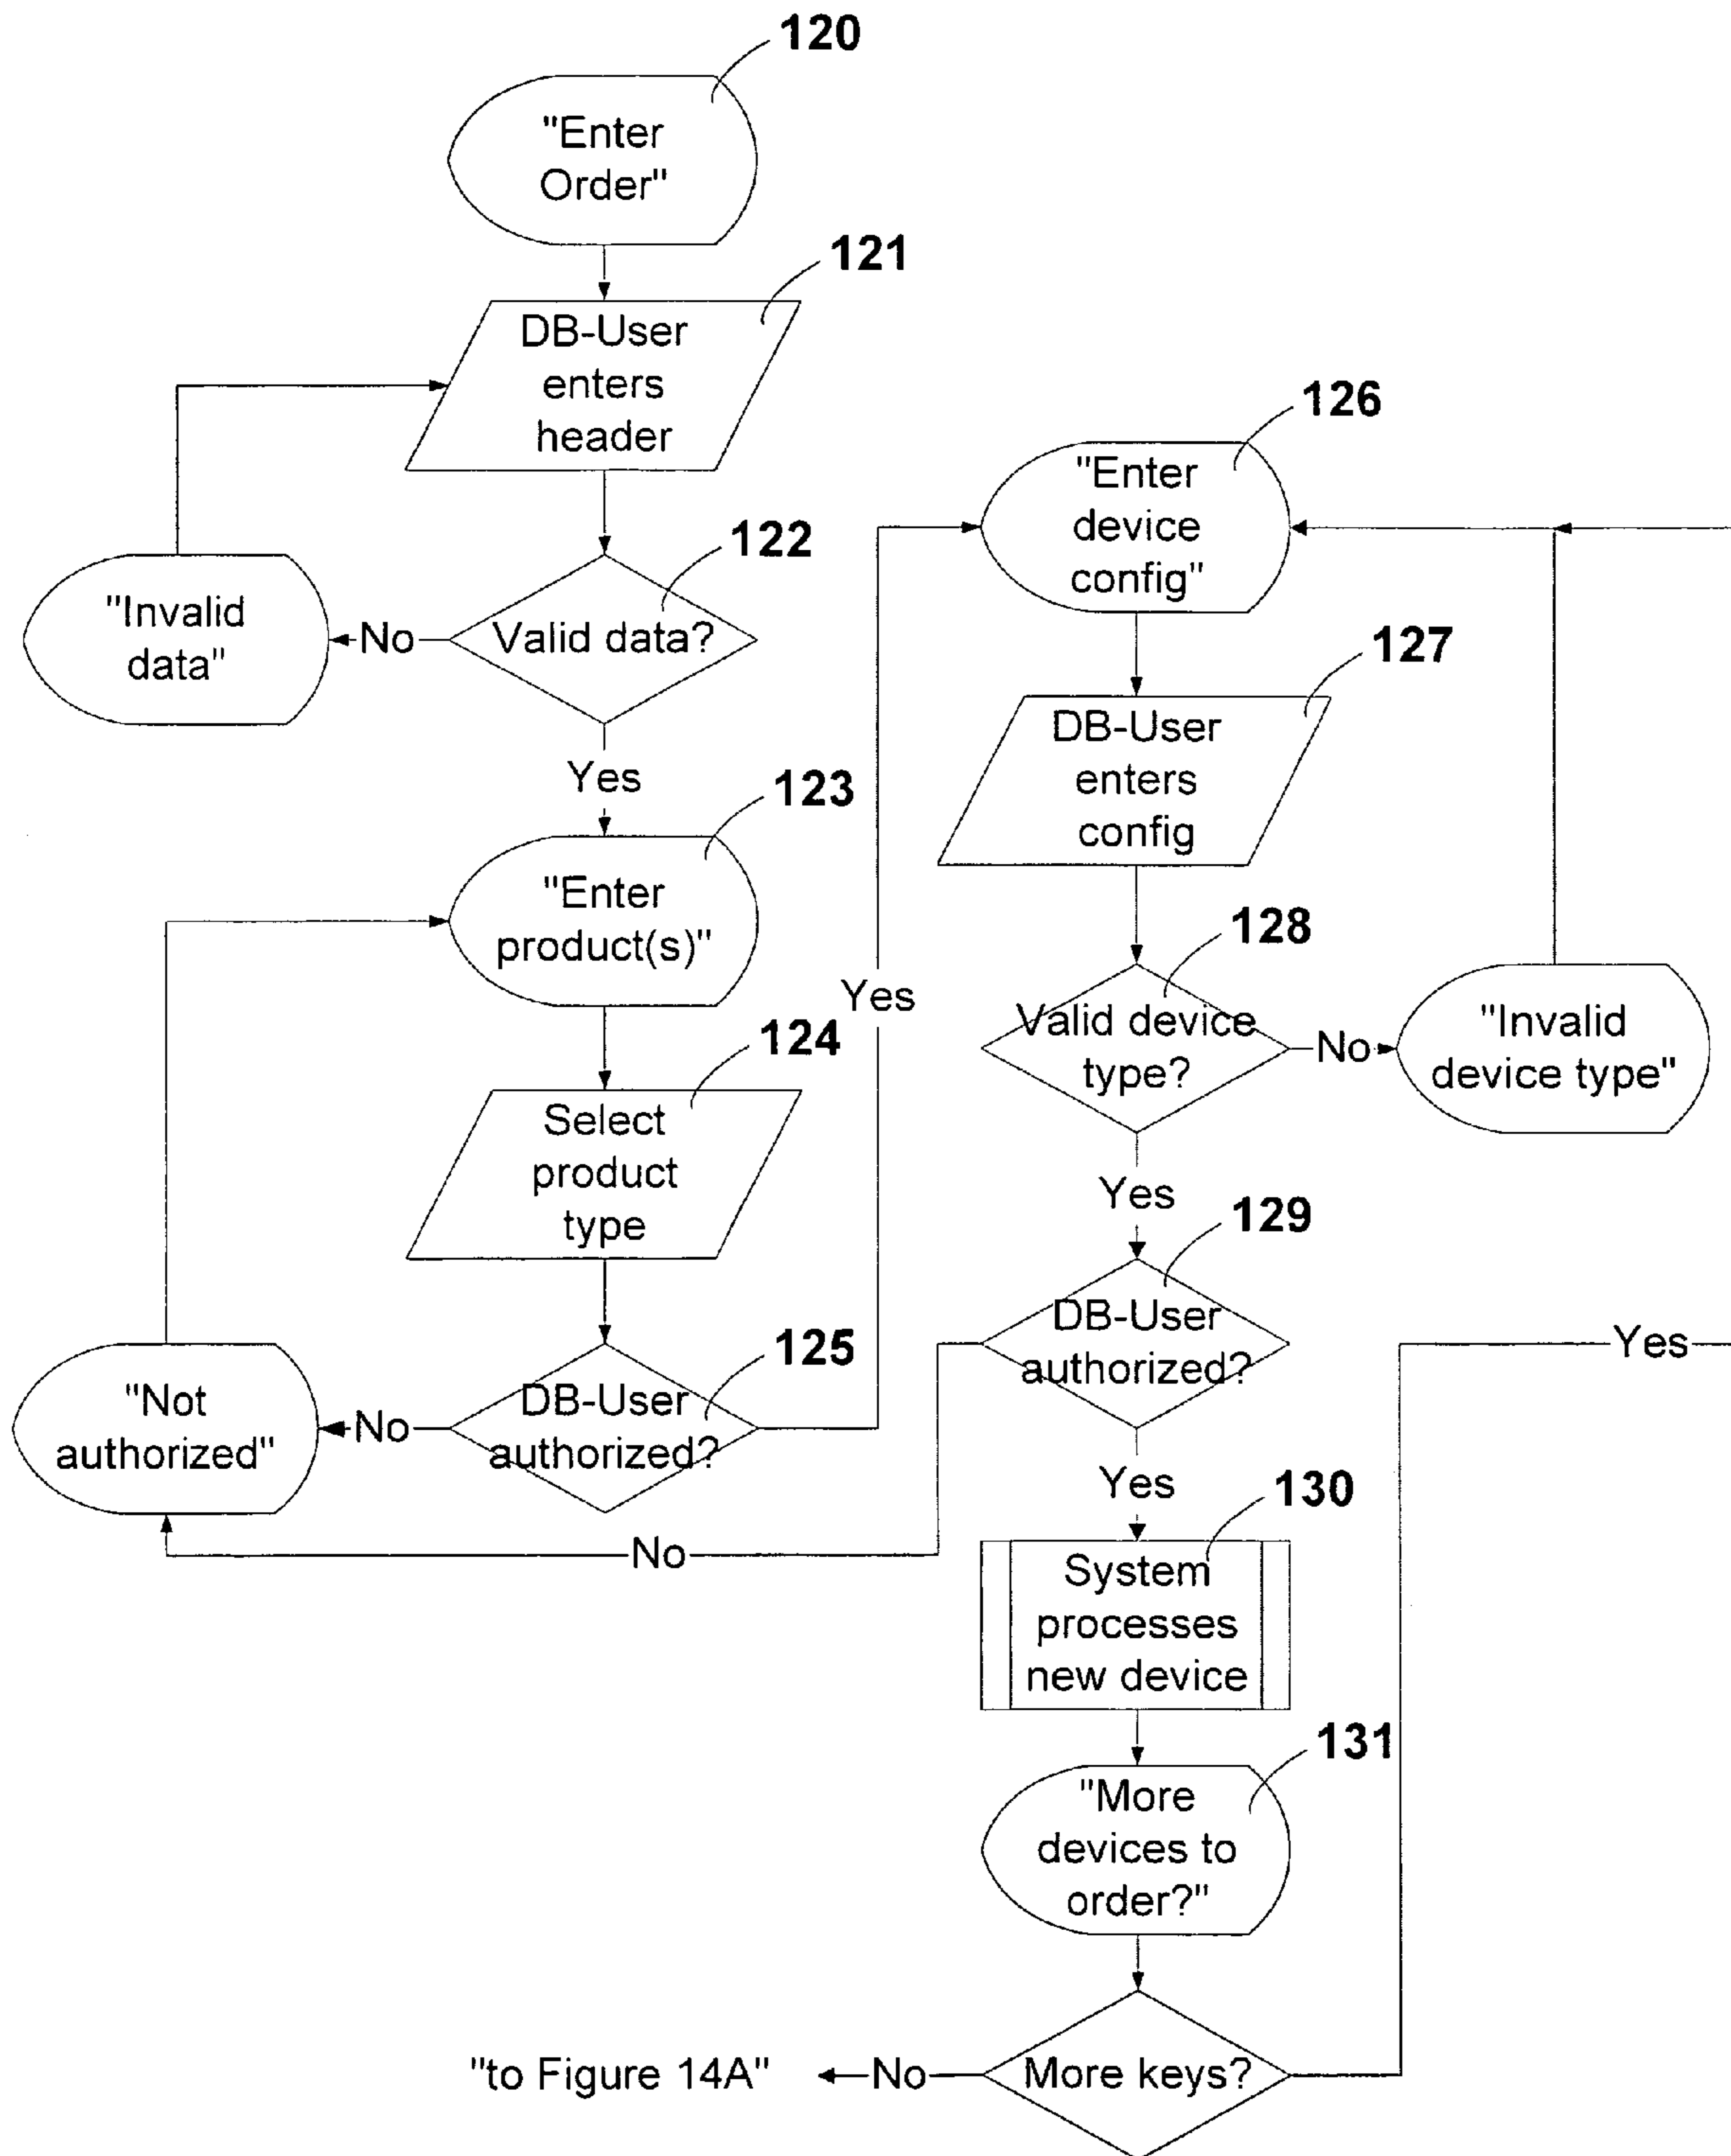 120
"Enter
Order"
121
DB-User
enters
header
122
Valid data?
No
"Invalid
data"
Yes
123
"Enter
product(s)"
124
Select
product
type
125
DB-User
authorized?
No
"Not
authorized"
Yes
126
"Enter
device
config"
127
DB-User
enters
config
128
Valid device
type?
No
"Invalid
device type"
Yes
129
DB-User
authorized?
No
Yes
130
System
processes
new device
131
"More
devices to
order?"
More keys?
Yes
No
"to Figure 14A"